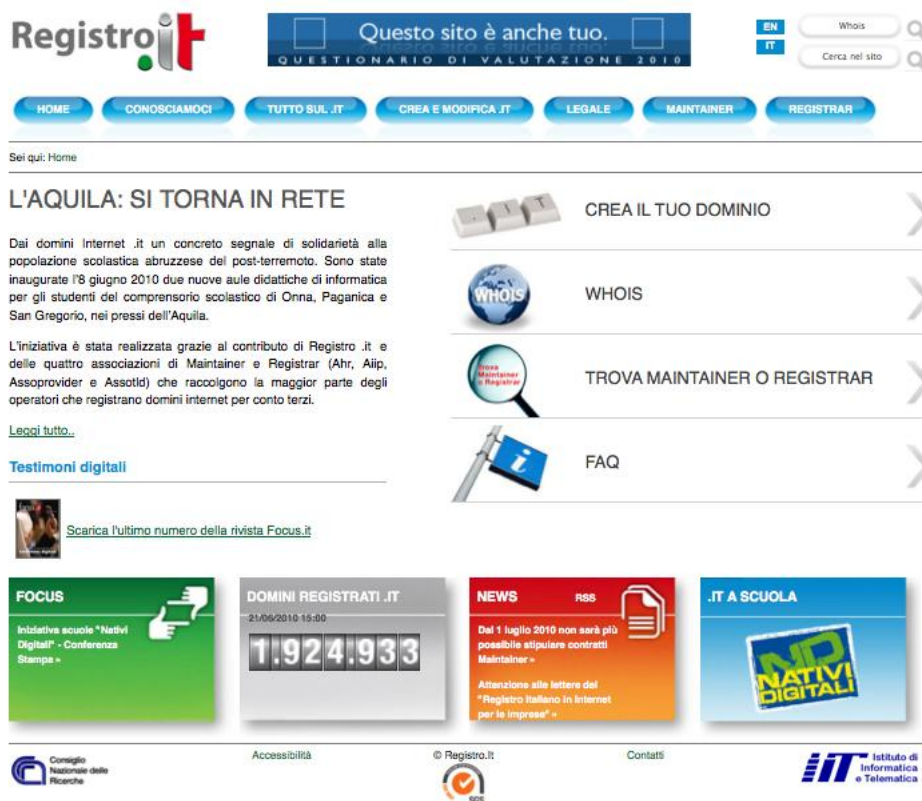 Registro.it
Questo sito è anche tuo.
QUESTIONARIO DI VALUTAZIONE 2010
EN
IT
Whois
Cerca nel sito
HOME
CONOSCIAMOCI
TUTTO SUL .IT
CREA E MODIFICA .IT
LEGALE
MAINTAINER
REGISTRAR
Sei qui: Home
L'AQUILA: SI TORNA IN RETE
Dai domini Internet .it un concreto segnale di solidarietà alla
popolazione scolastica abruzzese del post-terremoto. Sono state
inaugurate l'8 giugno 2010 due nuove aule didattiche di informatica
per gli studenti del comprensorio scolastico di Onna, Paganica e
San Gregorio, nei pressi dell'Aquila.
L'iniziativa è stata realizzata grazie al contributo di Registro .it e
delle quattro associazioni di Maintainer e Registrar (Ahr, Aiip,
Assoprovider e AssotId) che raccolgono la maggior parte degli
operatori che registrano domini internet per conto terzi.
Leggi tutto..
Testimoni digitali
Scarica l'ultimo numero della rivista Focus.it
.IT
CREA IL TUO DOMINIO
WHOIS
WHOIS
Trova
Maintainer
o Registrar
TROVA MAINTAINER O REGISTRAR
i
FAQ
FOCUS
Iniziativa scuole "Nativi
Digitali" - Conferenza
Stampa »
DOMINI REGISTRATI .IT
21/06/2010 15:00
1.924.933
NEWS
RSS
Dal 1 luglio 2010 non sarà più
possibile stipulare contratti
Maintainer »
Attenzione alle lettere del
"Registro Italiano in Internet
per le imprese" »
.IT A SCUOLA
ND
NATIVI
DIGITALI
Consiglio
Nazionale delle
Ricerche
Accessibilità
© Registro.it
SGS
Contatti
iiT
Istituto di
Informatica
e Telematica